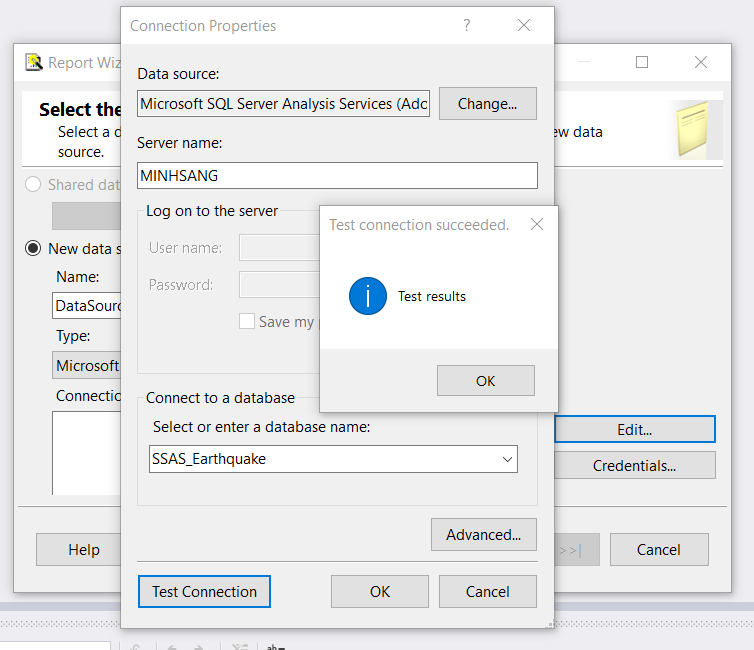 Connection Properties
?
Report Wiz
Data source:
Microsoft SQL Server Analysis Services (Ado
Change...
Select the
Select a d
ew data
source.
Server name:
MINHSANG
Shared dat
Log on to the server
Test connection succeeded.
New data s
User name:
Name:
Password:
Test results
DataSourc
Save my
Type:
Microsoft
OK
Connectio
Connect to a database
Select or enter a database name:
Edit...
SSAS_Earthquake
Credentials...
Advanced...
Help
>>|
Cancel
Test Connection
OK
Cancel